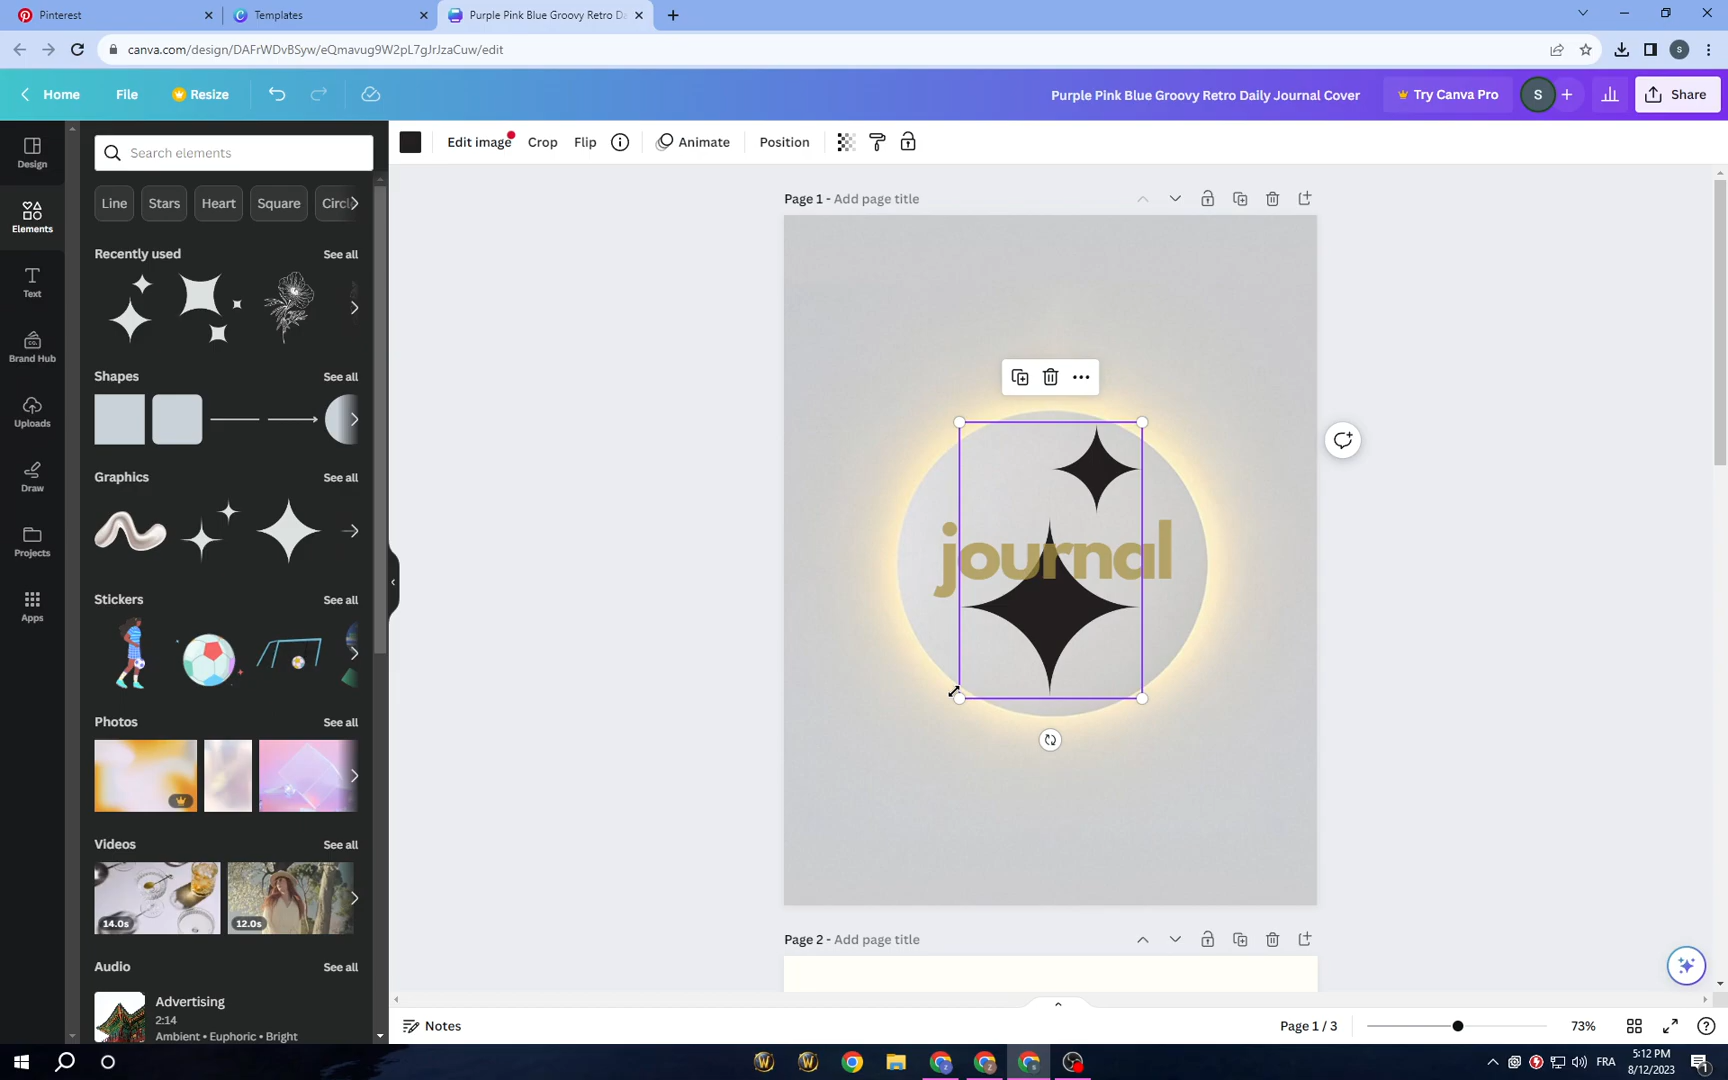 Pinterest
Templates
Purple Pink Blue Groovy Retro Da
canva.com/design/DAFrWDvBSyw/eQmavug9W2pL7gJrJzaCuw/edit
S
Home
File
Resize
Purple Pink Blue Groovy Retro Daily Journal Cover
Try Canva Pro
S
Share
Design
Elements
Text
Brand Hub
Uploads
Draw
Projects
Apps
CO.
Search elements
Line
Stars
Heart
Square
Circl
Recently used
See all
Shapes
See all
Graphics
See all
Stickers
See all
Photos
See all
Videos
See all
14.0s
12.0s
Audio
See all
Advertising
2:14
Ambient • Euphoric • Bright
Edit image
Crop
Flip
Animate
Position
Page 1 - Add page title
journal
Page 2 - Add page title
Notes
Page 1 / 3
73%
FRA
5:12 PM
8/12/2023
1